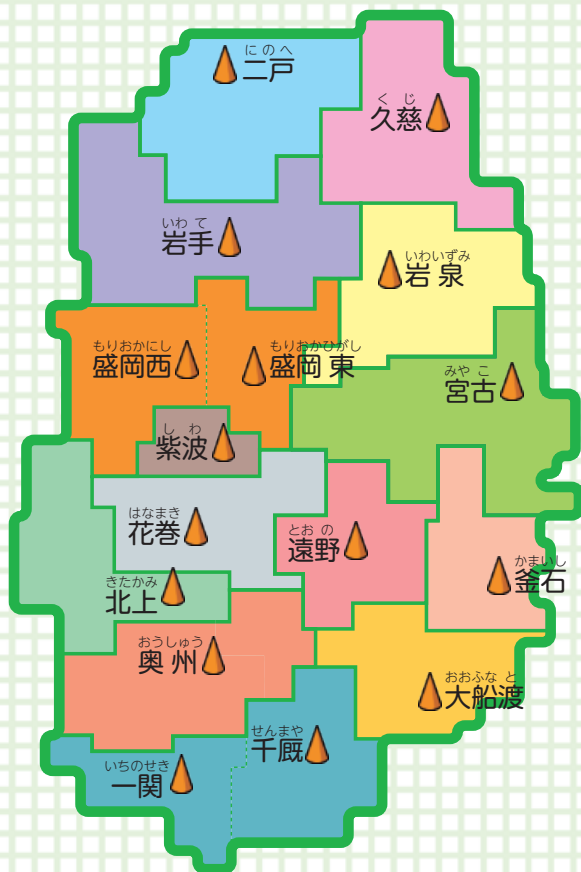 にのへ
二戸
くじ
久慈
いわて
岩手
いわいずみ
岩泉
もりおかにし
盛岡西
もりおかひがし
盛岡東
みやこ
宮古
しわ
紫波
はなまき
花巻
とおの
遠野
かまいし
釜石
きたかみ
北上
おうしゅう
奥州
おおふなと
大船渡
せんまや
千厩
いちのせき
一関